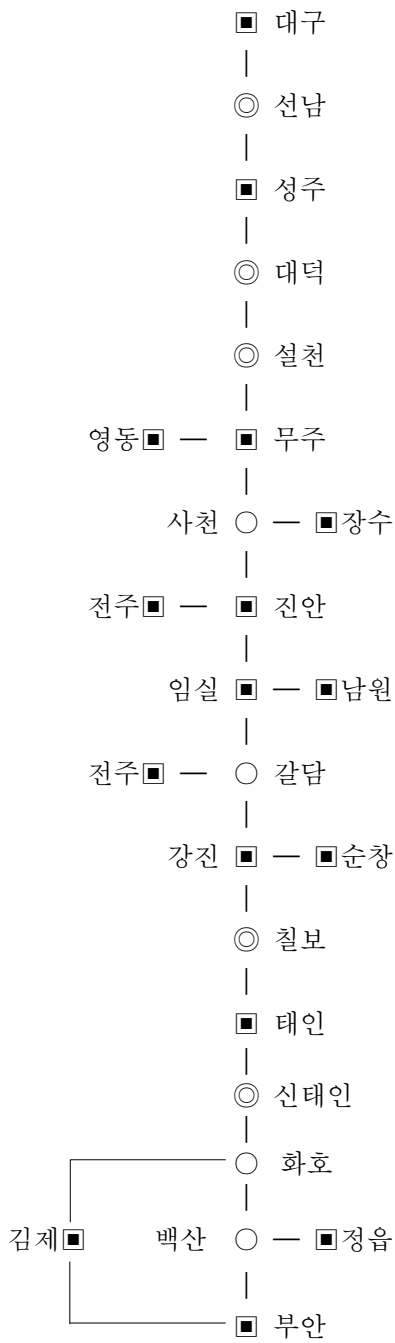 ▣ 대구
◎ 선남
▣ 성주
◎ 대덕
◎ 설천
영동▣ — ▣ 무주
사천 ○ — ▣장수
전주▣ — ▣ 진안
임실 ▣ — ▣남원
전주▣ — ○ 갈담
강진 ▣ — ▣순창
◎ 칠보
▣ 태인
◎ 신태인
○ 화호
김제▣ 백산 ○ — ▣정읍
▣ 부안